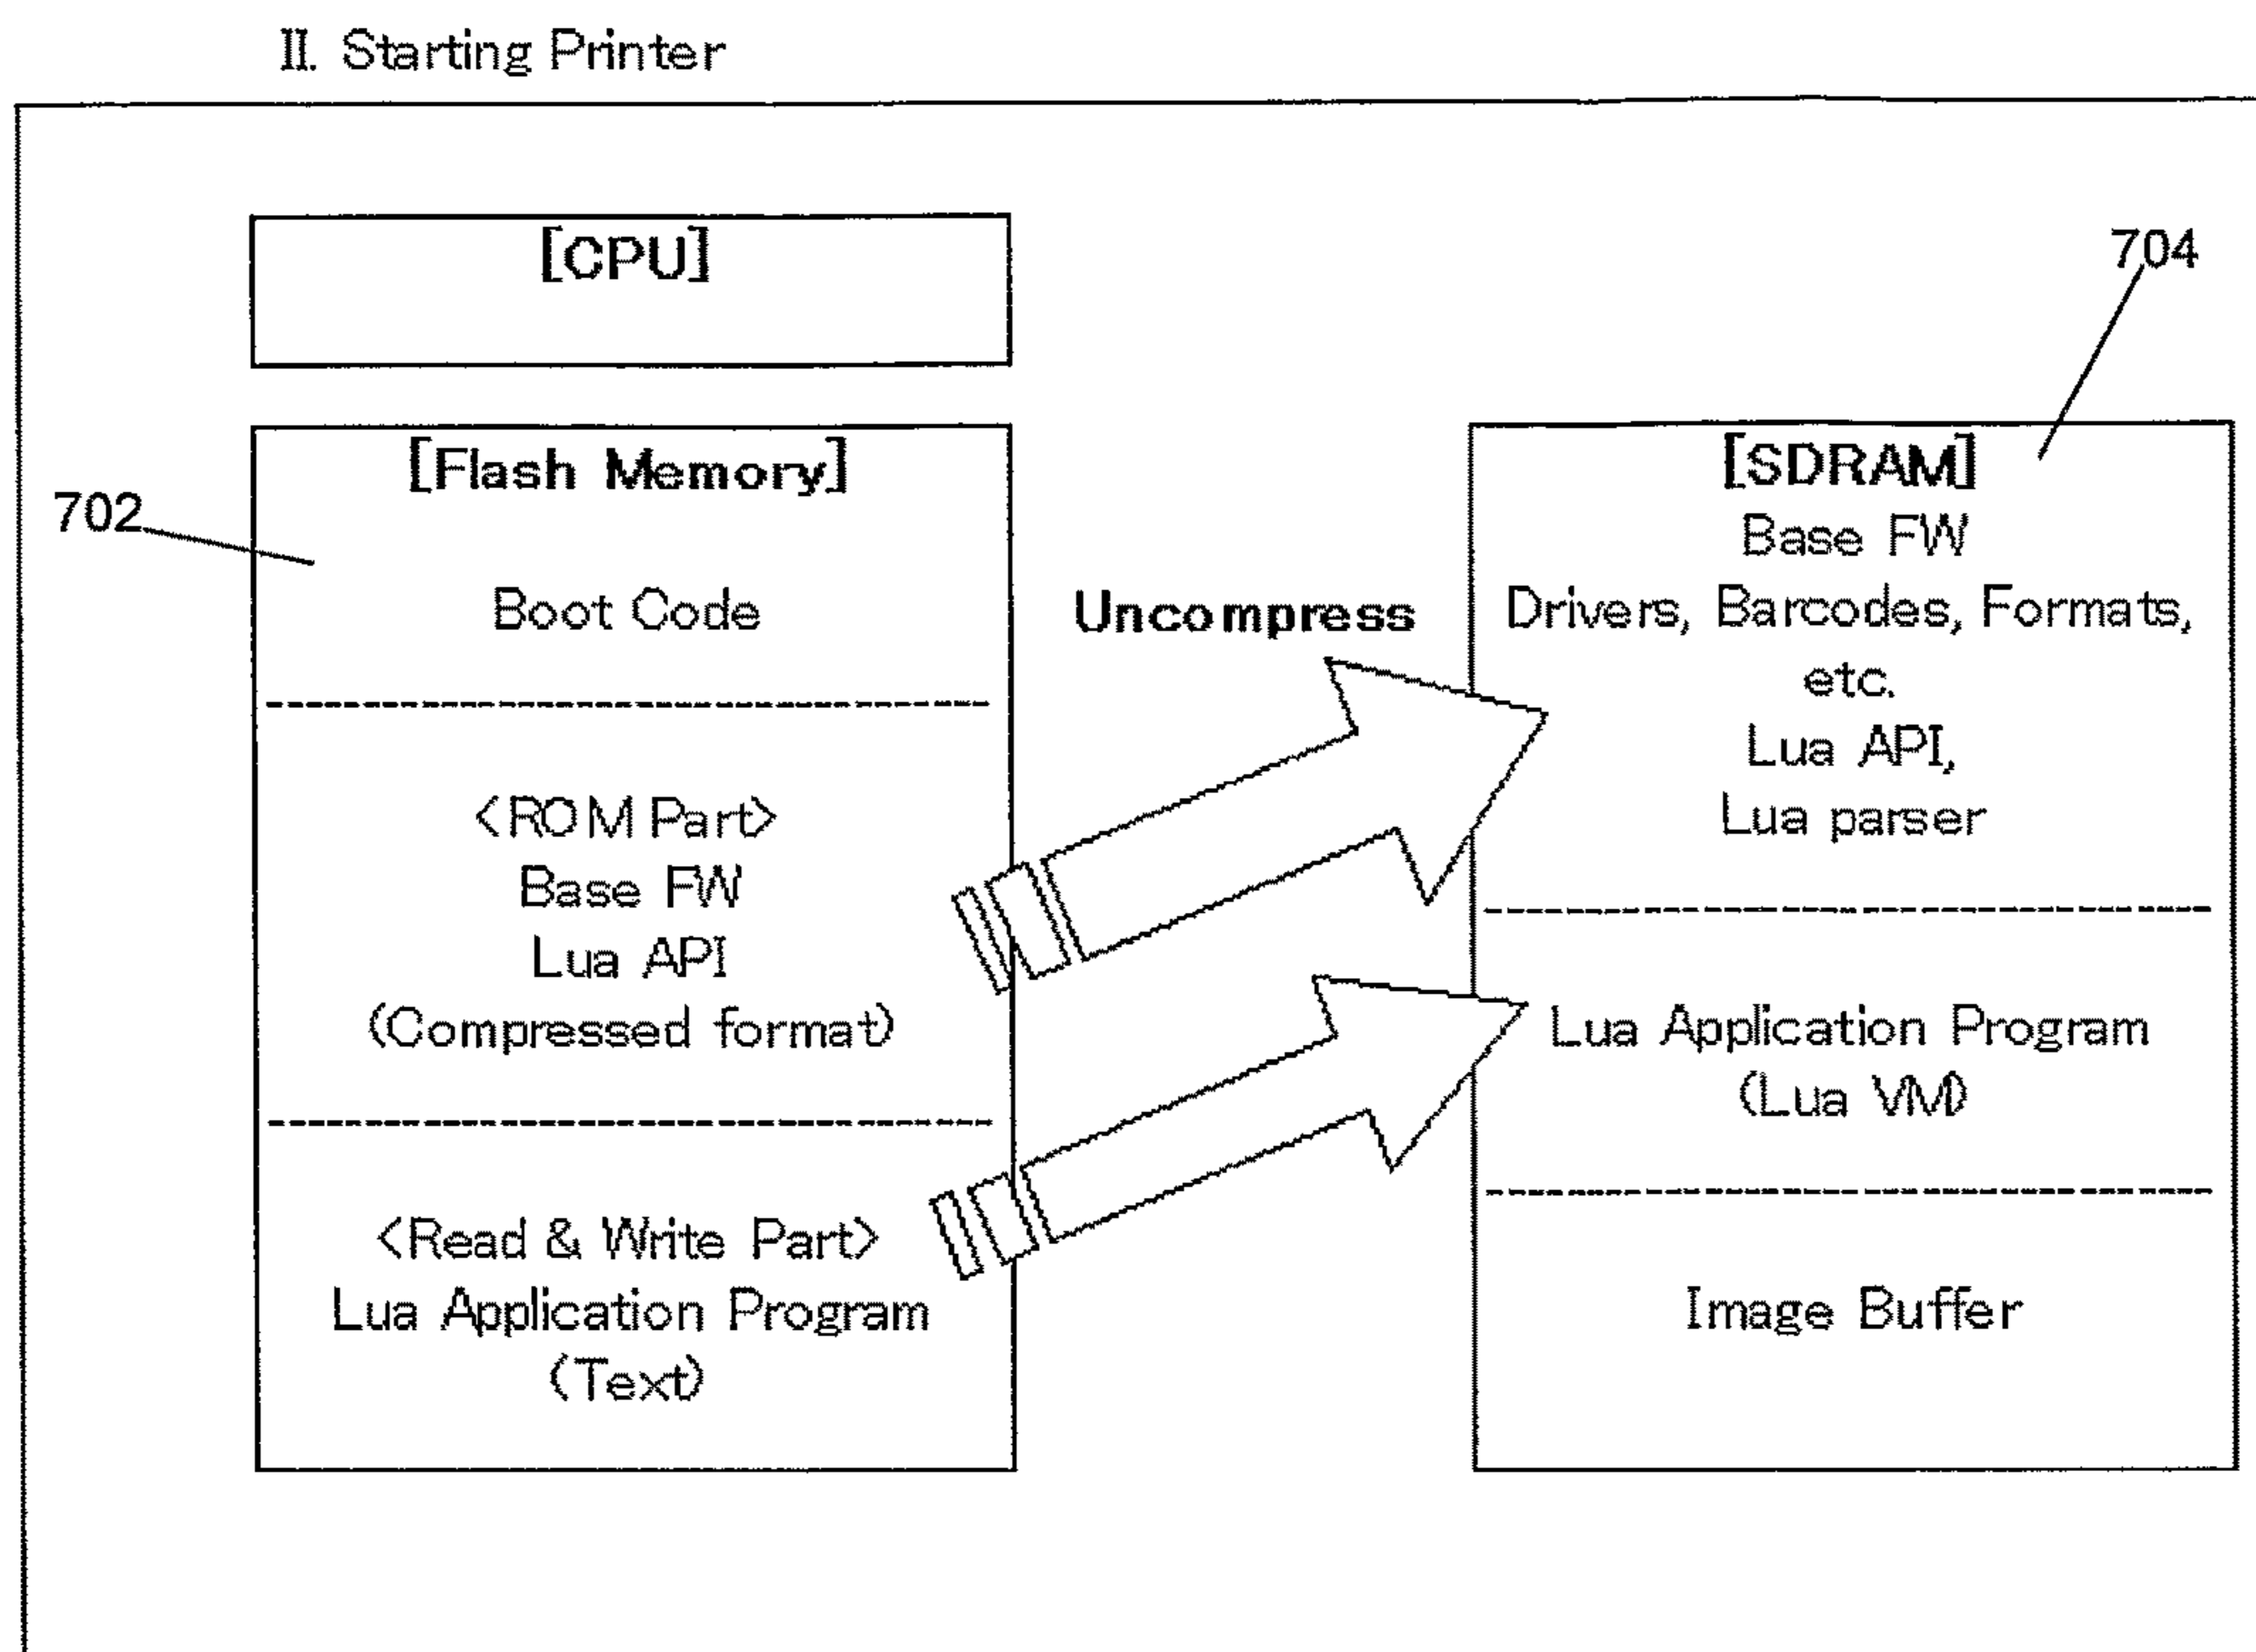 II. Starting Printer
[CPU]
704
[Flash Memory]
702
Boot Code
<ROM Part>
Base FW
Lua API
(Compressed format)
<Read & Write Part>
Lua Application Program
(Text)
Uncompress
[SDRAM]
Base FW
Drivers, Barcodes, Formats,
etc.
Lua API,
Lua parser
Lua Application Program
(Lua VM)
Image Buffer